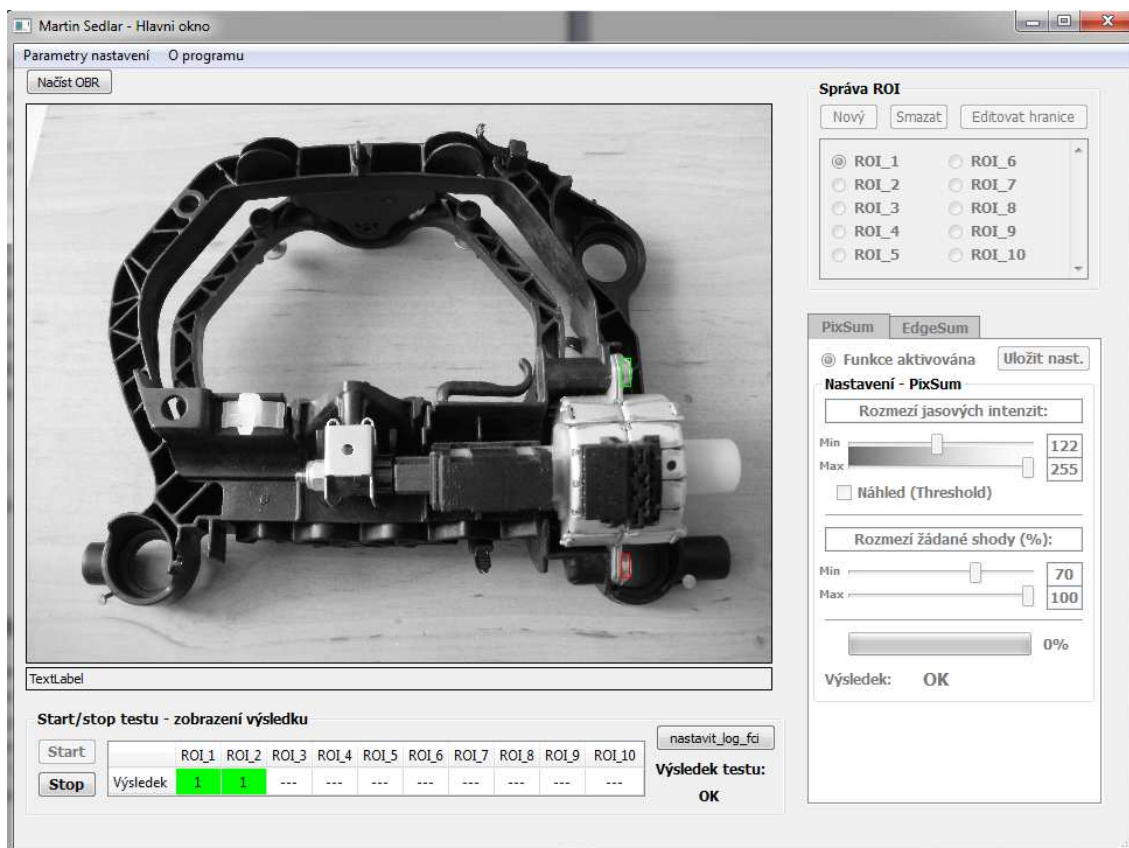 Martin Sedlar - Hlavni okno
Parametry nastavení O programu
Načíst OBR
TextLabel
Start/stop testu - zobrazení výsledku
Start
Stop
ROI_1 ROI_2 ROI_3 ROI_4 ROI_5 ROI_6 ROI_7 ROI_8 ROI_9 ROI_10
Výsledek 1 1 --- --- --- --- --- --- --- ---
nastavit_log_fci
Výsledek testu:
OK
Správa ROI
Nový Smazat Editovat hranice
ROI_1 ROI_6
ROI_2 ROI_7
ROI_3 ROI_8
ROI_4 ROI_9
ROI_5 ROI_10
PixSum EdgeSum
Funkce aktivována Uložit nast.
Nastavení - PixSum
Rozmezí jasových intenzit:
Min 122
Max 255
Náhled (Threshold)
Rozmezí žádané shody (%):
Min 70
Max 100
0%
Výsledek: OK